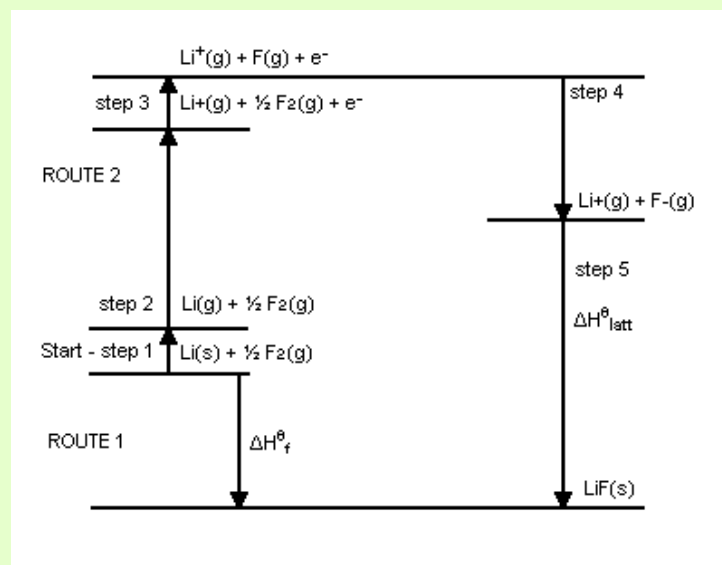 Li⁺(g) + F(g) + e⁻
step 3
Li+(g) + ½ F₂(g) + e⁻
step 4
ROUTE 2
Li+(g) + F-(g)
step 5
step 2
Li(g) + ½ F₂(g)
ΔHᶿlatt
Start - step 1
Li(s) + ½ F₂(g)
ROUTE 1
ΔHᶿf
LiF(s)